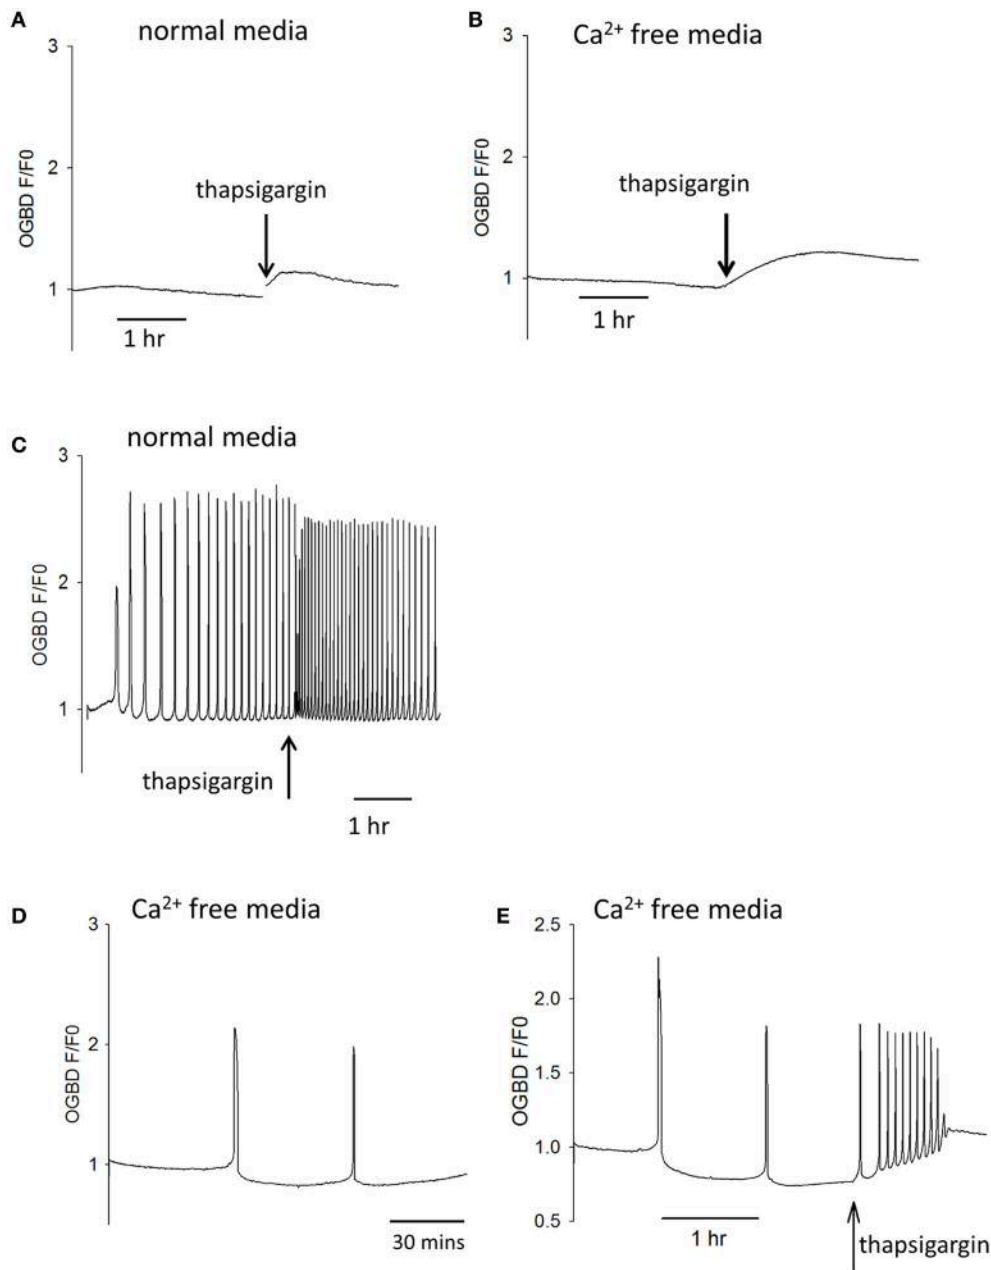 A
normal media
3
2
1
OGBD F/F0
thapsigargin
1 hr
B
Ca²⁺ free media
3
2
1
OGBD F/F0
thapsigargin
1 hr
C
normal media
3
2
1
OGBD F/F0
thapsigargin
1 hr
D
Ca²⁺ free media
3
2
1
OGBD F/F0
30 mins
E
Ca²⁺ free media
2.5
2.0
1.5
1.0
0.5
OGBD F/F0
1 hr
thapsigargin